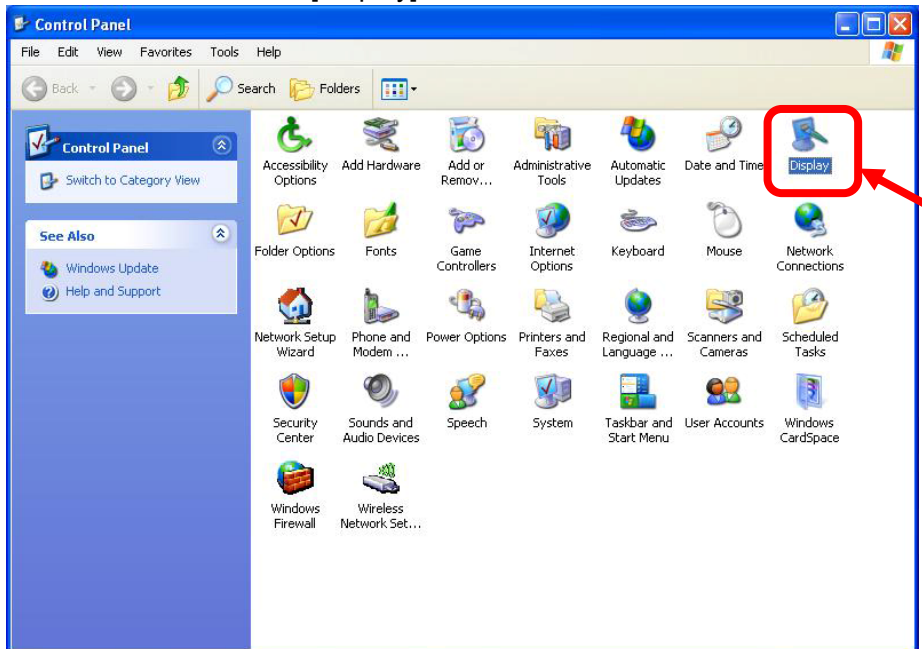 Control Panel
File Edit View Favorites Tools Help
Back Search Folders
Control Panel
Switch to Category View
See Also
Windows Update
Help and Support
Accessibility Add Hardware Add or Administrative Automatic Date and Time Display
Options Remov... Tools Updates
Folder Options Fonts Game Internet Keyboard Mouse Network
Controllers Options Connections
Network Setup Phone and Power Options Printers and Regional and Scanners and Scheduled
Wizard Modem ... Faxes Language ... Cameras Tasks
Security Sounds and Speech System Taskbar and User Accounts Windows
Center Audio Devices Start Menu CardSpace
Windows Wireless
Firewall Network Set...